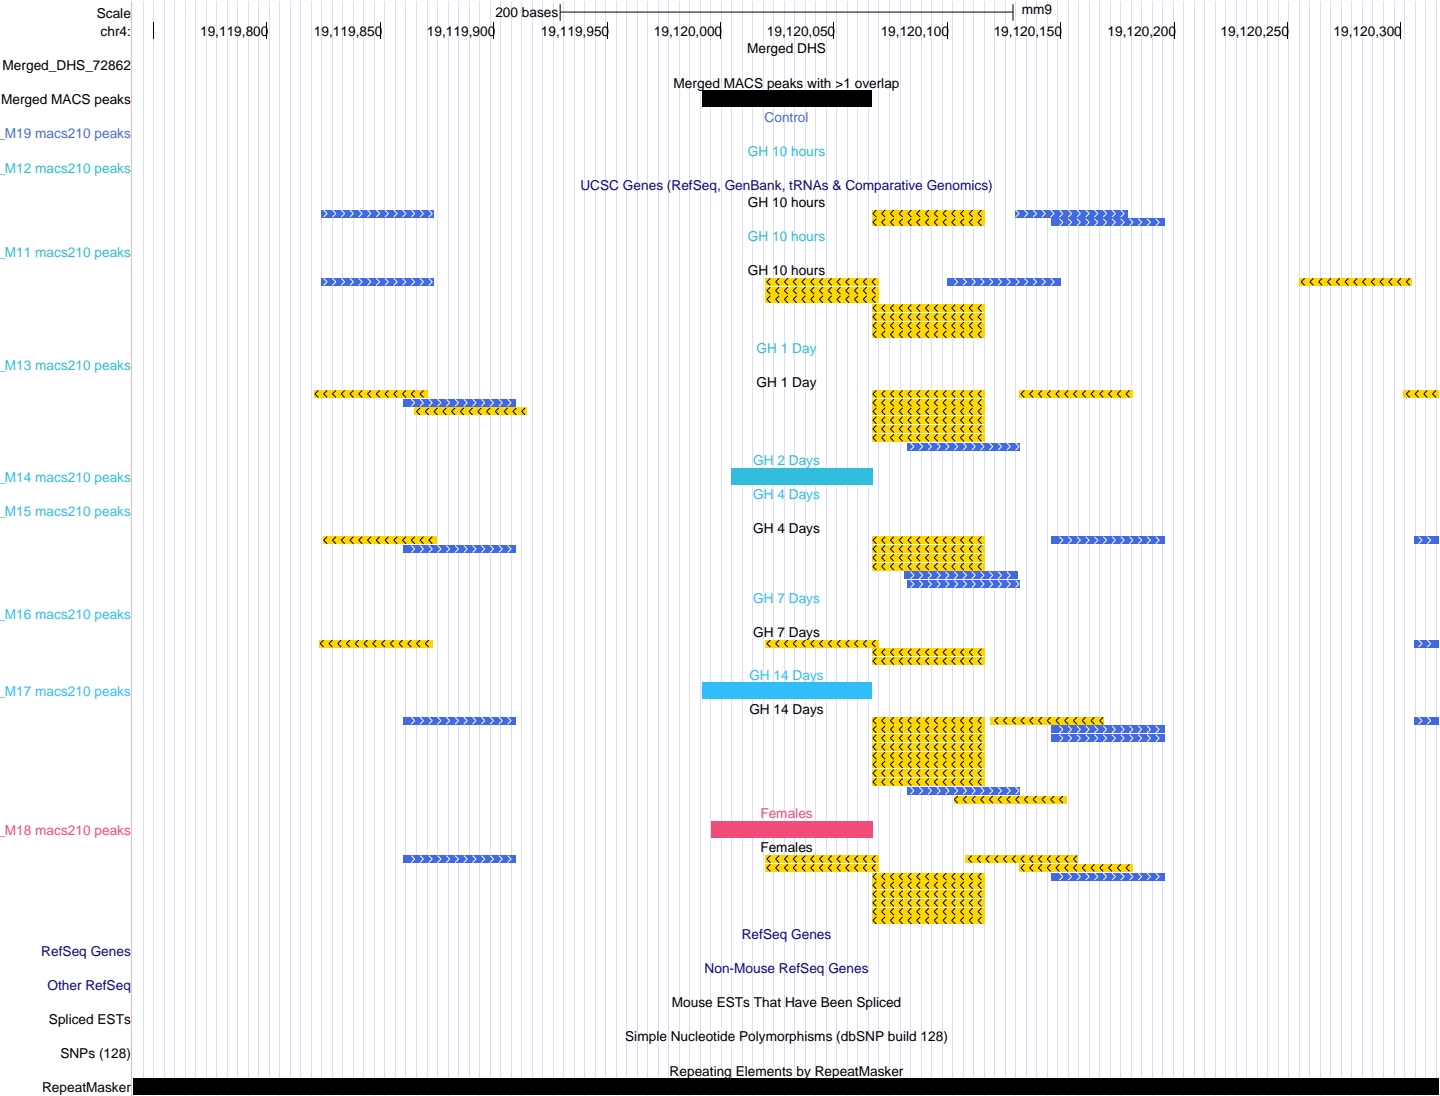 Scale 200 bases mm9
chr4: 19,119,800 19,119,850 19,119,900 19,119,950 19,120,000 19,120,050 19,120,100 19,120,150 19,120,200 19,120,250 19,120,300
Merged DHS
Merged_DHS_72862
Merged MACS peaks with >1 overlap
Merged MACS peaks
Control
_M19 macs210 peaks
GH 10 hours
_M12 macs210 peaks
UCSC Genes (RefSeq, GenBank, tRNAs & Comparative Genomics)
GH 10 hours
GH 10 hours
_M11 macs210 peaks
GH 10 hours
GH 1 Day
_M13 macs210 peaks
GH 1 Day
GH 2 Days
_M14 macs210 peaks
GH 4 Days
_M15 macs210 peaks
GH 4 Days
GH 7 Days
_M16 macs210 peaks
GH 7 Days
GH 14 Days
_M17 macs210 peaks
GH 14 Days
Females
_M18 macs210 peaks
Females
RefSeq Genes
RefSeq Genes
Non-Mouse RefSeq Genes
Other RefSeq
Mouse ESTs That Have Been Spliced
Spliced ESTs
Simple Nucleotide Polymorphisms (dbSNP build 128)
SNPs (128)
Repeating Elements by RepeatMasker
RepeatMasker